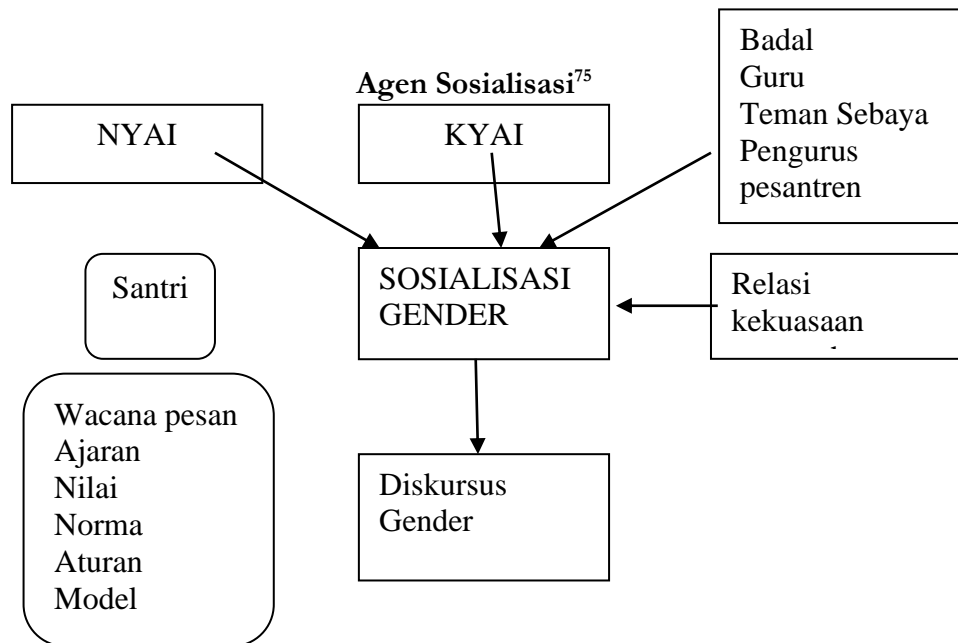 Agen Sosialisasi⁷⁵
NYAI
KYAI
Badal
Guru
Teman Sebaya
Pengurus
pesantren
Santri
SOSIALISASI
GENDER
Relasi
kekuasaan
Wacana pesan
Ajaran
Nilai
Norma
Aturan
Model
Diskursus
Gender